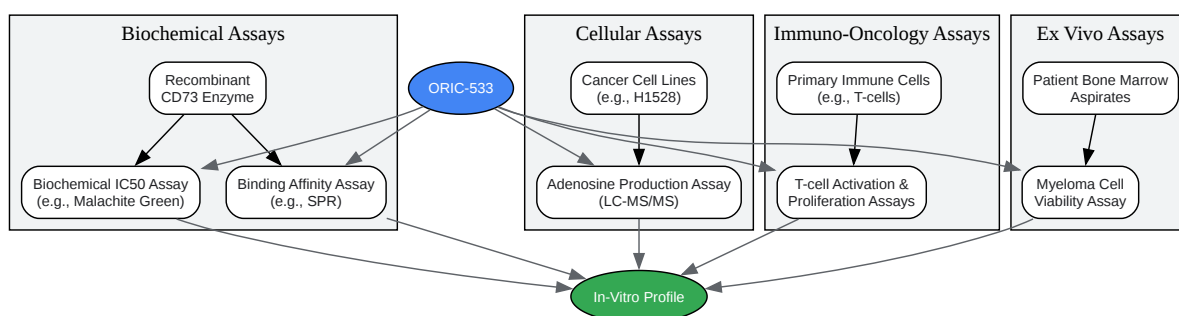 Biochemical Assays
Cellular Assays
Immuno-Oncology Assays
Ex Vivo Assays
Recombinant
CD73 Enzyme
ORIC-533
Cancer Cell Lines
(e.g., H1528)
Primary Immune Cells
(e.g., T-cells)
Patient Bone Marrow
Aspirates
Biochemical IC50 Assay
(e.g., Malachite Green)
Binding Affinity Assay
(e.g., SPR)
Adenosine Production Assay
(LC-MS/MS)
T-cell Activation &
Proliferation Assays
Myeloma Cell
Viability Assay
In-Vitro Profile